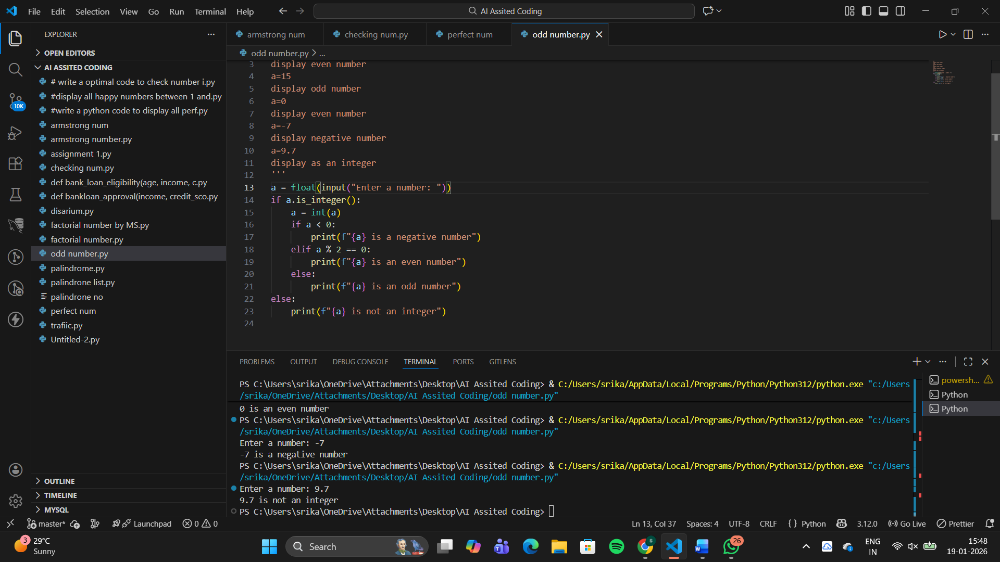 File Edit Selection View Go Run Terminal Help
AI Assited Coding
EXPLORER
OPEN EDITORS
AI ASSITED CODING
# write a optimal code to check number i.py
#display all happy numbers between 1 and.py
#write a python code to display all perf.py
armstrong num
armstrong number.py
assignment 1.py
checking num.py
def bank_loan_eligibility(age, income, c.py
def bankloan_approval(income, credit_sco.py
disarium.py
factorial number by MS.py
factorial number.py
odd number.py
palindrome.py
palindrone list.py
palindrone no
perfect num
trafiic.py
Untitled-2.py
OUTLINE
TIMELINE
MYSQL
10K
armstrong num checking num.py perfect num odd number.py
odd number.py > ...
3 display even number
4 a=15
5 display odd number
6 a=0
7 display even number
8 a=-7
9 display negative number
10 a=9.7
11 display as an integer
12 '''
13 a = float(input("Enter a number: "))
14 if a.is_integer():
15     a = int(a)
16     if a < 0:
17         print(f"{a} is a negative number")
18     elif a % 2 == 0:
19         print(f"{a} is an even number")
20     else:
21         print(f"{a} is an odd number")
22 else:
23     print(f"{a} is not an integer")
24
PROBLEMS OUTPUT DEBUG CONSOLE TERMINAL PORTS GITLENS
PS C:\Users\srika\OneDrive\Attachments\Desktop\AI Assited Coding> & C:/Users/srika/AppData/Local/Programs/Python/Python312/python.exe "c:/Users
/srika/OneDrive/Attachments/Desktop/AI Assited Coding/odd number.py"
0 is an even number
PS C:\Users\srika\OneDrive\Attachments\Desktop\AI Assited Coding> & C:/Users/srika/AppData/Local/Programs/Python/Python312/python.exe "c:/Users
/srika/OneDrive/Attachments/Desktop/AI Assited Coding/odd number.py"
Enter a number: -7
-7 is a negative number
PS C:\Users\srika\OneDrive\Attachments\Desktop\AI Assited Coding> & C:/Users/srika/AppData/Local/Programs/Python/Python312/python.exe "c:/Users
/srika/OneDrive/Attachments/Desktop/AI Assited Coding/odd number.py"
Enter a number: 9.7
9.7 is not an integer
PS C:\Users\srika\OneDrive\Attachments\Desktop\AI Assited Coding>
powersh...
Python
Python
master* Launchpad 0 0 Ln 13, Col 37 Spaces: 4 UTF-8 CRLF {} Python 3.12.0 Go Live Prettier
3
29°C
Sunny
Search
26
ENG
IN
15:48
19-01-2026